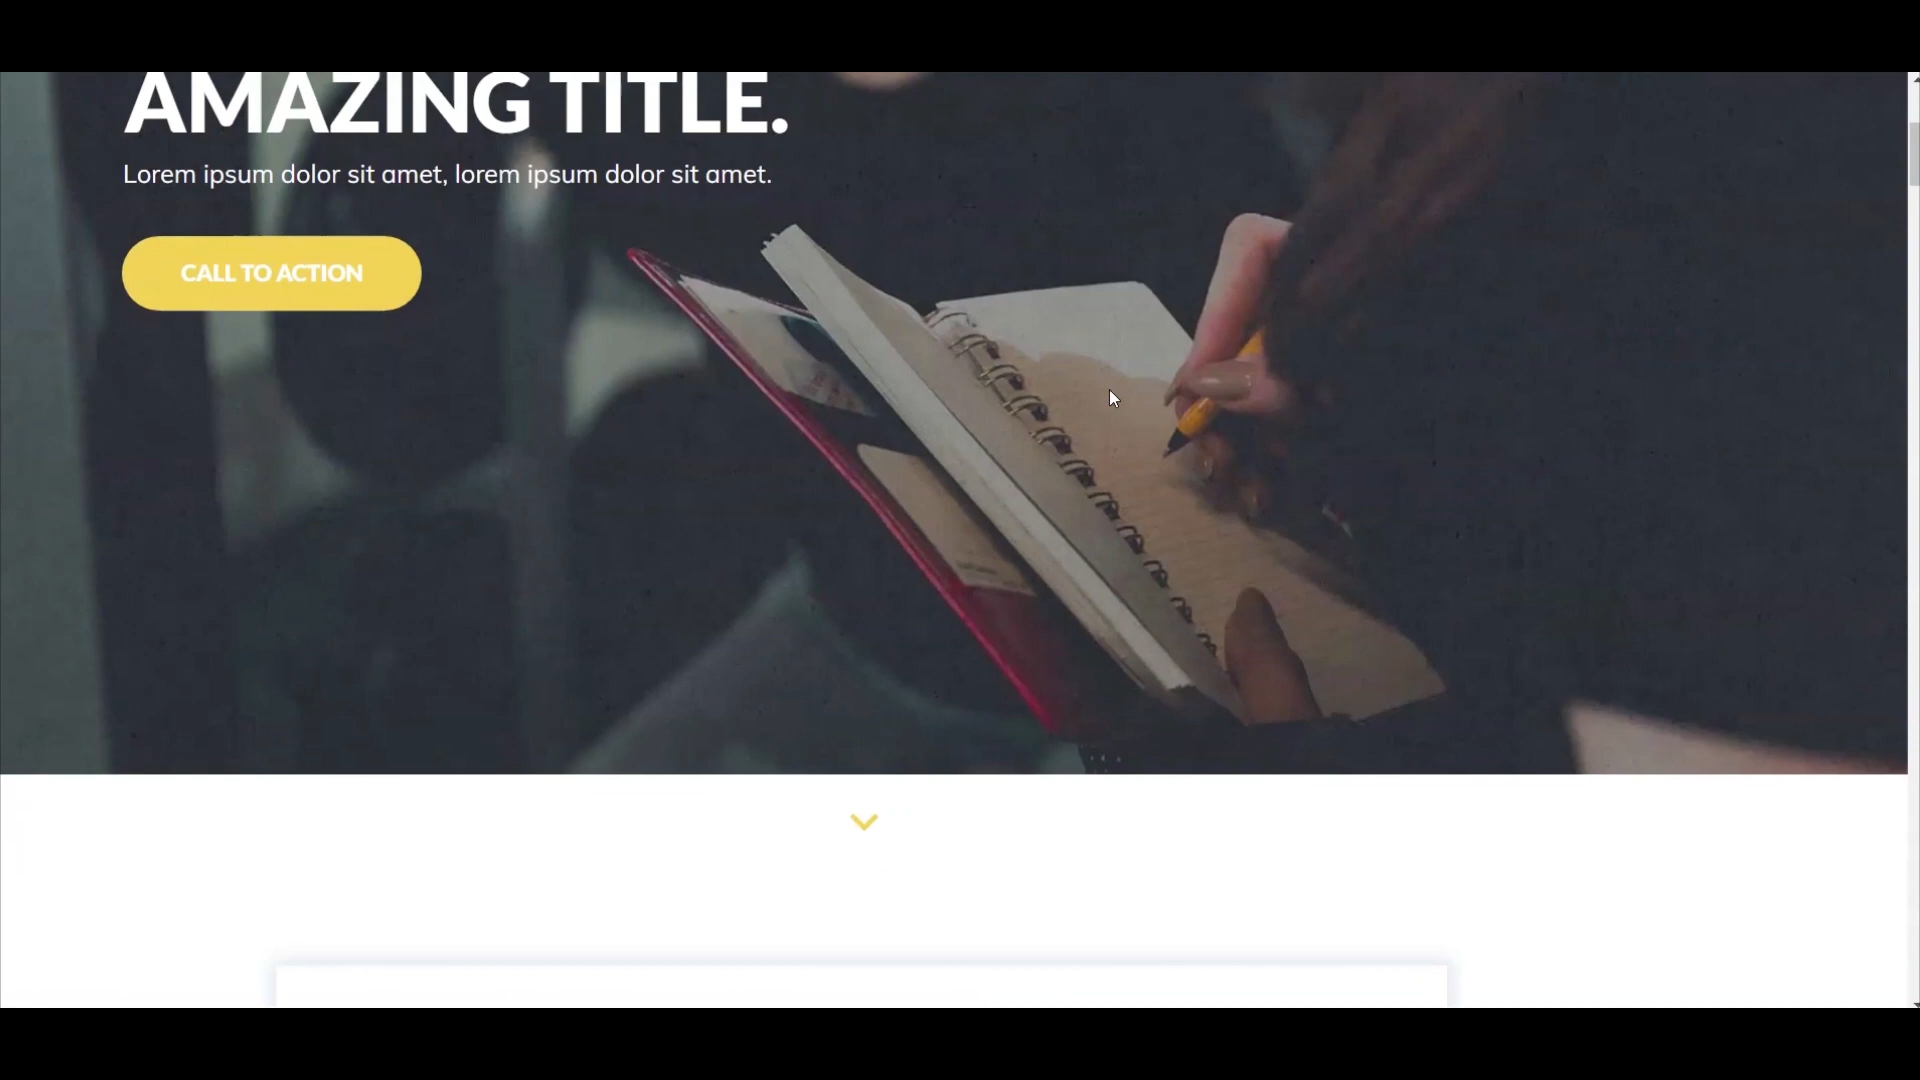 AMAZING TITLE.
Lorem ipsum dolor sit amet, lorem ipsum dolor sit amet.
CALL TO ACTION